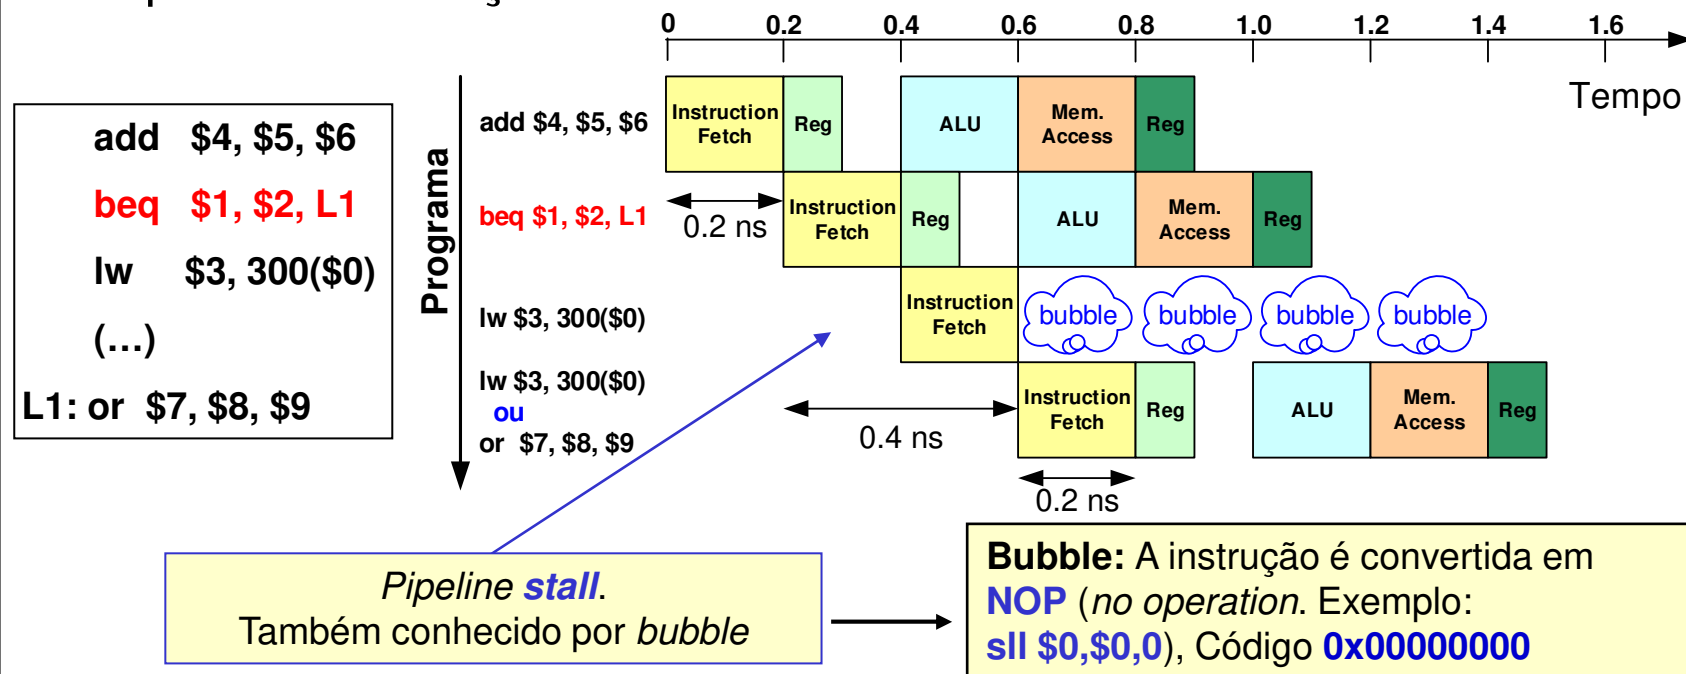 0 0.2 0.4 0.6 0.8 1.0 1.2 1.4 1.6
Tempo
add $4, $5, $6
beq $1, $2, L1
lw $3, 300($0)
(...)
L1: or $7, $8, $9
Programa
add $4, $5, $6
Instruction Fetch
Reg
ALU
Mem. Access
Reg
0.2 ns
beq $1, $2, L1
Instruction Fetch
Reg
ALU
Mem. Access
Reg
lw $3, 300($0)
Instruction Fetch
bubble
bubble
bubble
bubble
lw $3, 300($0)
ou
or $7, $8, $9
0.4 ns
Instruction Fetch
Reg
ALU
Mem. Access
Reg
0.2 ns
Pipeline stall.
Também conhecido por bubble
Bubble: A instrução é convertida em
NOP (no operation. Exemplo:
sll $0,$0,0), Código 0x00000000